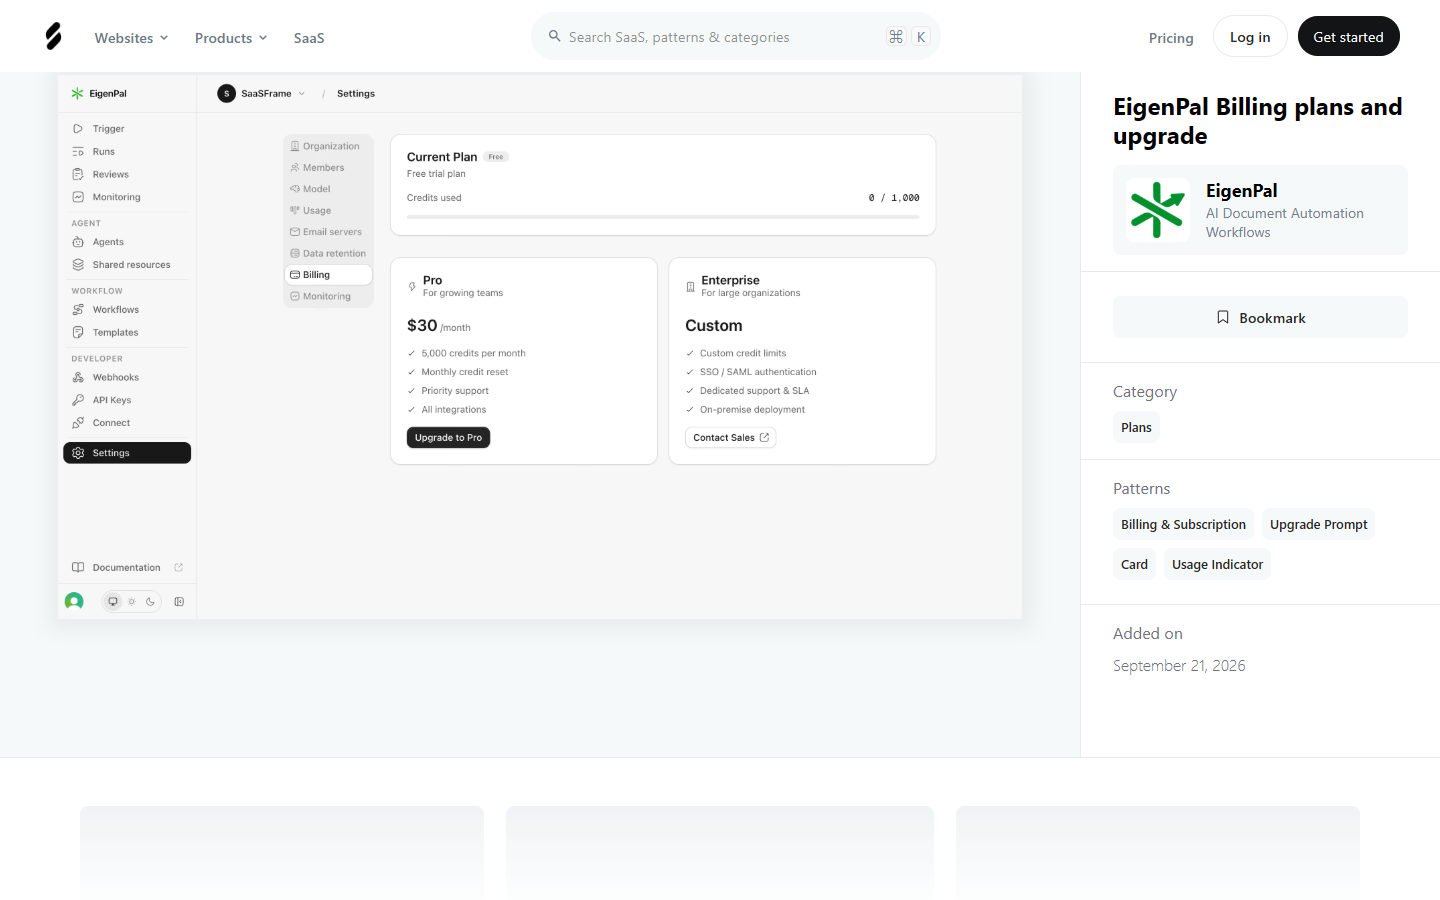 Websites
Products
SaaS
Search SaaS, patterns & categories
⌘ K
Pricing
Log in
Get started
EigenPal
Trigger
Runs
Reviews
Monitoring
AGENT
Agents
Shared resources
WORKFLOW
Workflows
Templates
DEVELOPER
Webhooks
API Keys
Connect
Settings
Documentation
S SaaSFrame / Settings
Organization
Members
Model
Usage
Email servers
Data retention
Billing
Monitoring
Current Plan Free
Free trial plan
Credits used 0 / 1,000
Pro
For growing teams
$30 /month
5,000 credits per month
Monthly credit reset
Priority support
All integrations
Upgrade to Pro
Enterprise
For large organizations
Custom
Custom credit limits
SSO / SAML authentication
Dedicated support & SLA
On-premise deployment
Contact Sales
EigenPal Billing plans and
upgrade
EigenPal
AI Document Automation
Workflows
Bookmark
Category
Plans
Patterns
Billing & Subscription
Upgrade Prompt
Card
Usage Indicator
Added on
September 21, 2026